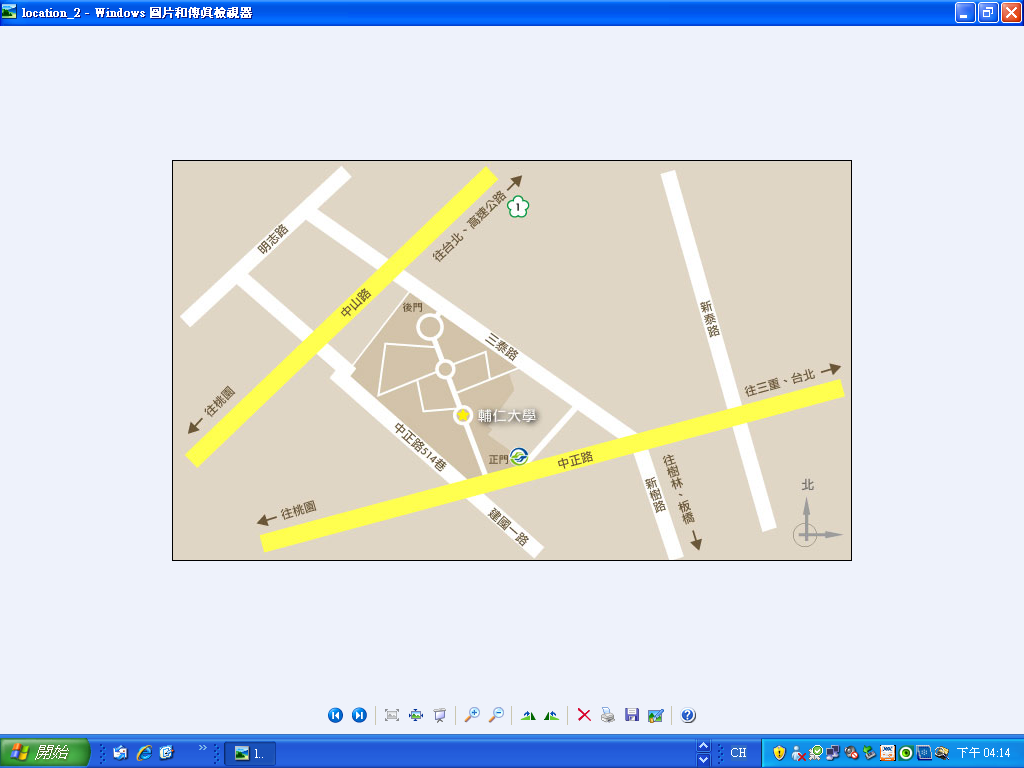 location_2 - Windows 圖片和傳真檢視器
明志路
中山路
往台北、高速公路
1
往桃園
後門
三泰路
新泰路
往三重、台北
輔仁大學
正門
中正路
中正路514巷
往桃園
建國一路
新樹路
往樹林、板橋
北
開始
1..
CH
下午 04:14